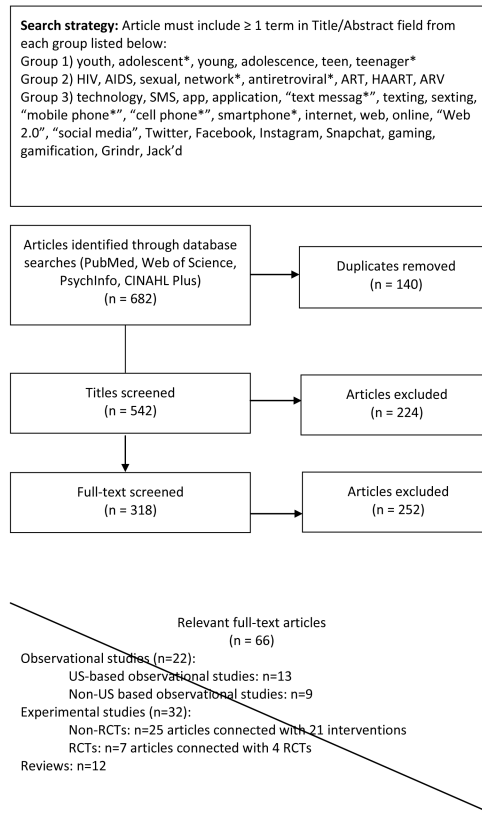 Search strategy: Article must include ≥ 1 term in Title/Abstract field from
each group listed below:
Group 1) youth, adolescent*, young, adolescence, teen, teenager*
Group 2) HIV, AIDS, sexual, network*, antiretroviral*, ART, HAART, ARV
Group 3) technology, SMS, app, application, “text messag*”, texting, sexting,
“mobile phone*”, “cell phone*”, smartphone*, internet, web, online, “Web
2.0”, “social media”, Twitter, Facebook, Instagram, Snapchat, gaming,
gamification, Grindr, Jack’d
Articles identified through database
searches (PubMed, Web of Science,
PsychInfo, CINAHL Plus)
(n = 682)
Duplicates removed
(n = 140)
Titles screened
(n = 542)
Articles excluded
(n = 224)
Full-text screened
(n = 318)
Articles excluded
(n = 252)
Relevant full-text articles
(n = 66)
Observational studies (n=22):
US-based observational studies: n=13
Non-US based observational studies: n=9
Experimental studies (n=32):
Non-RCTs: n=25 articles connected with 21 interventions
RCTs: n=7 articles connected with 4 RCTs
Reviews: n=12